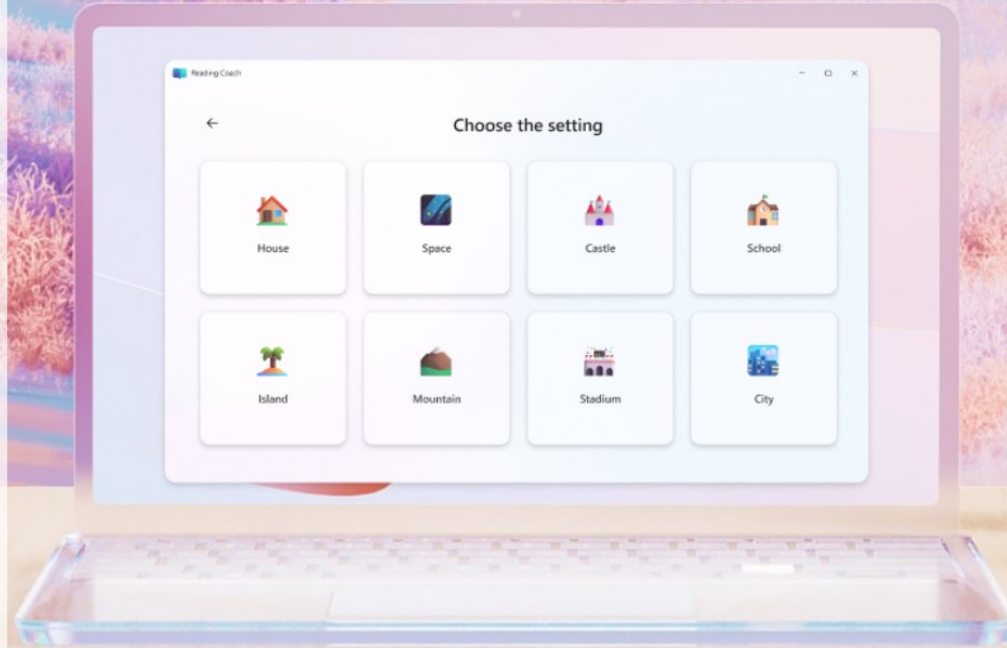 Reading Coach
Choose the setting
House
Space
Castle
School
Island
Mountain
Stadium
City